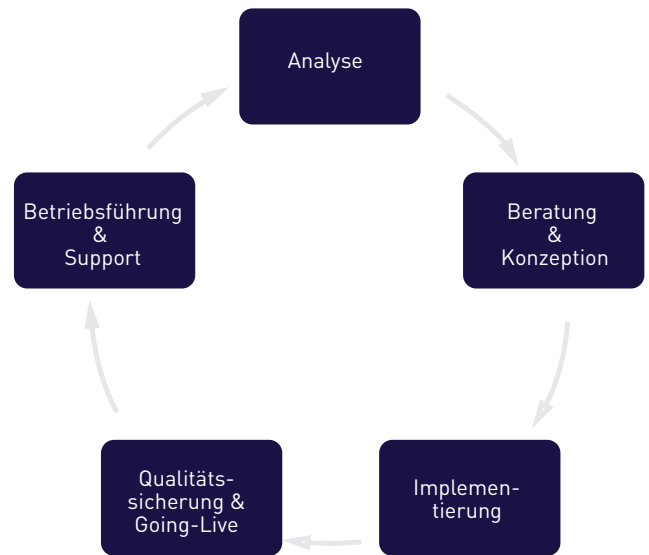 Analyse
Beratung
&
Konzeption
Implemen-
tierung
Qualitäts-
sicherung &
Going-Live
Betriebsführung
&
Support